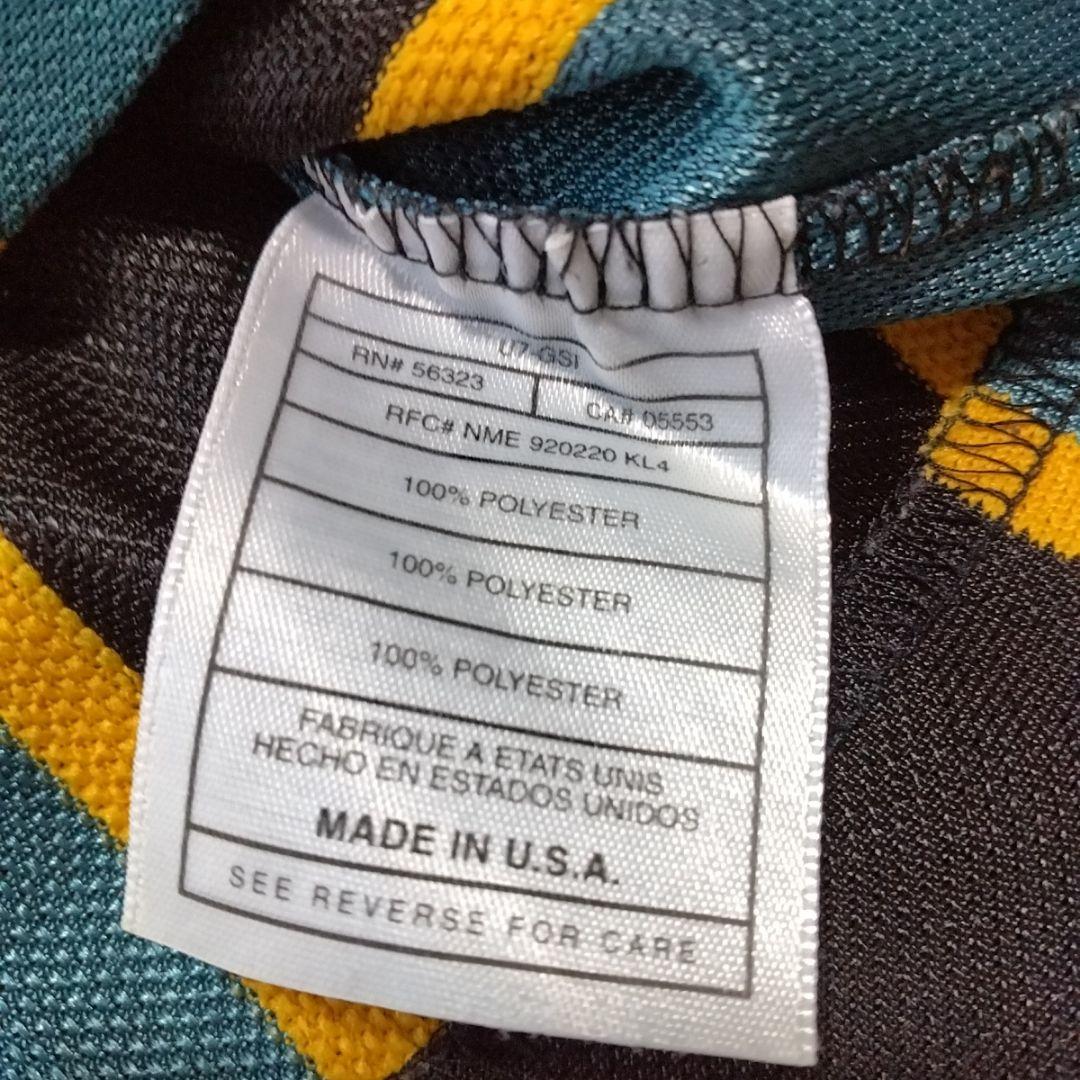 U7-GSI
RN# 56323
CA# 05553
RFC# NME 920220 KL4
100% POLYESTER
100% POLYESTER
100% POLYESTER
FABRIQUE A ETATS UNIS
HECHO EN ESTADOS UNIDOS
MADE IN U.S.A.
SEE REVERSE FOR CARE